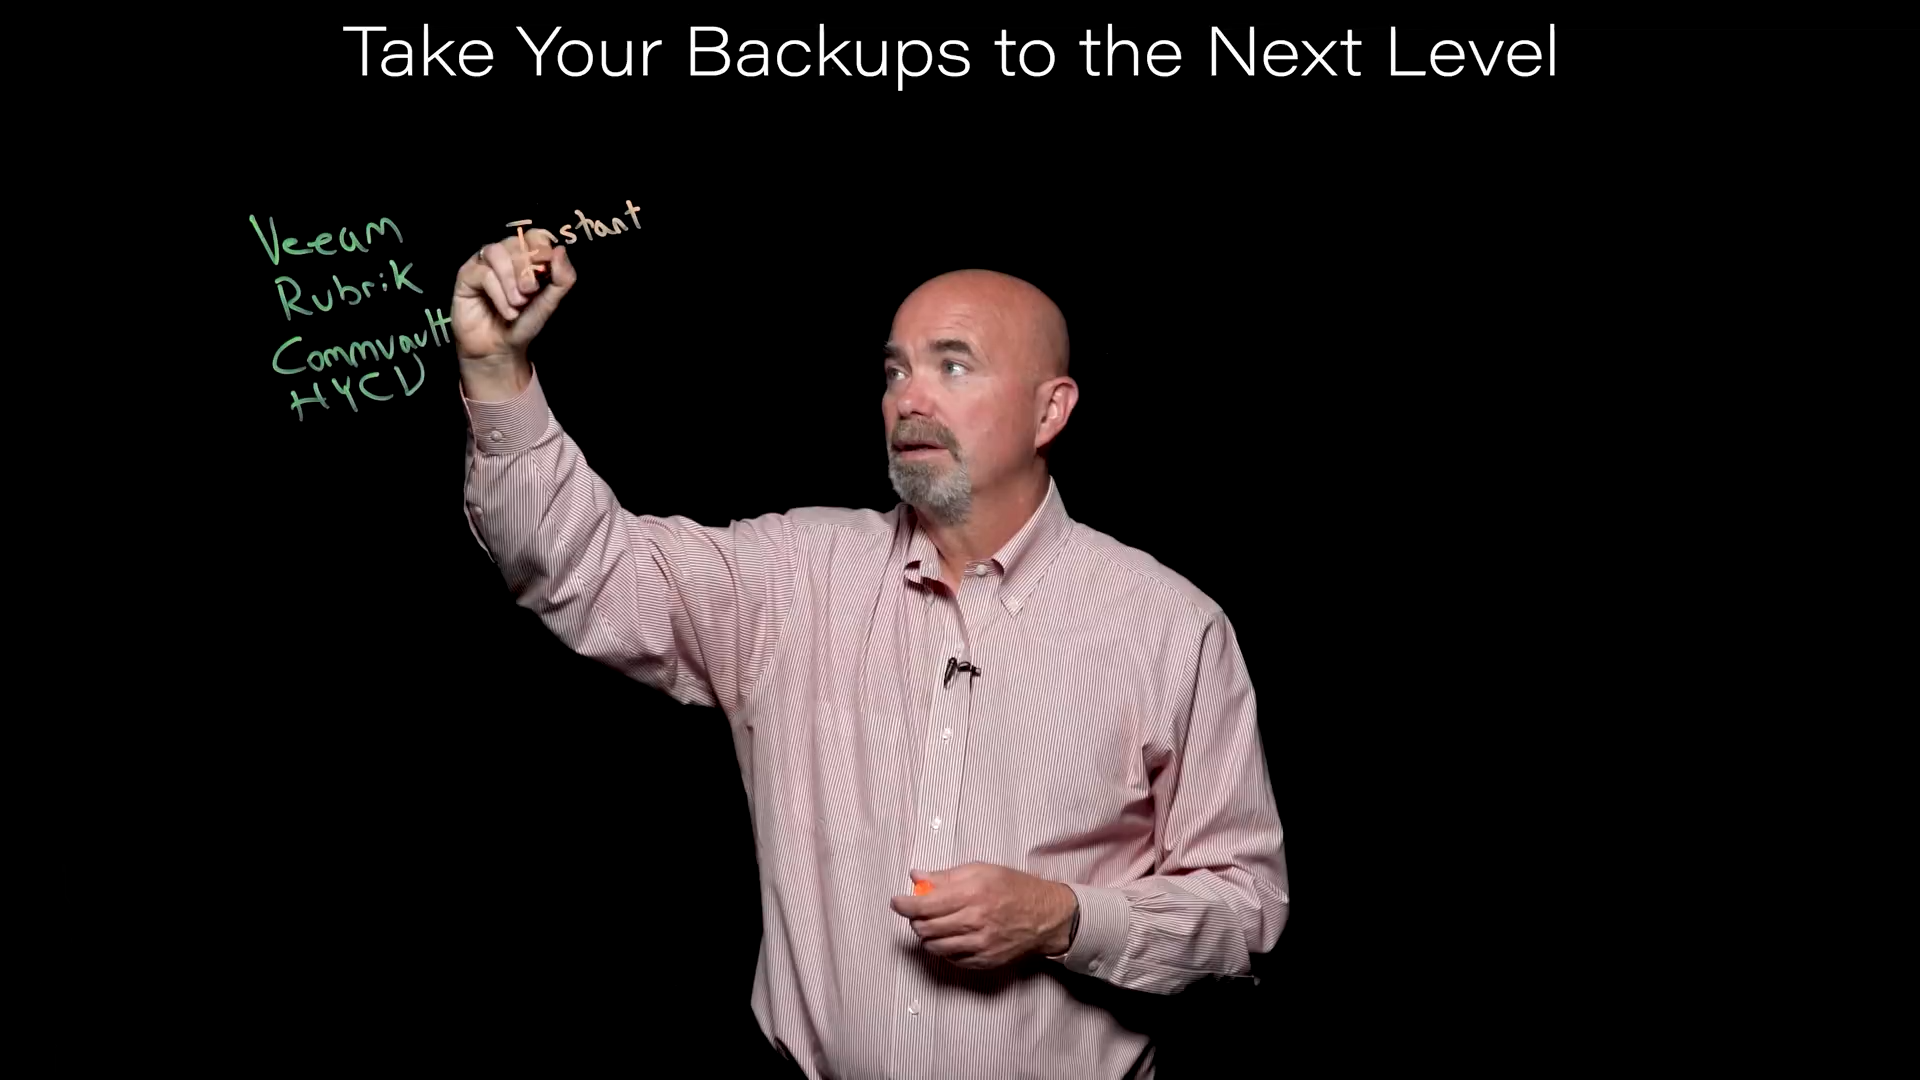 Take Your Backups to the Next Level
Veeam
Instant
Rubrik
Commvault
HYCU